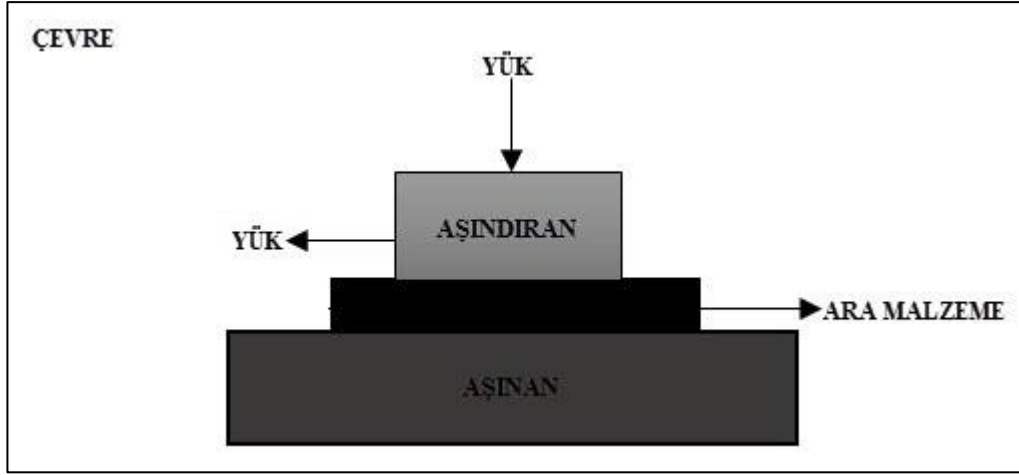 ÇEVRE
YÜK
AŞINDIRAN
YÜK
ARA MALZEME
AŞINAN